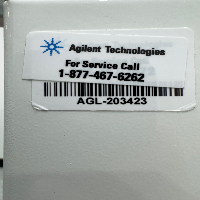 Agilent Technologies
For Service Call
1-877-467-6262
AGL-203423